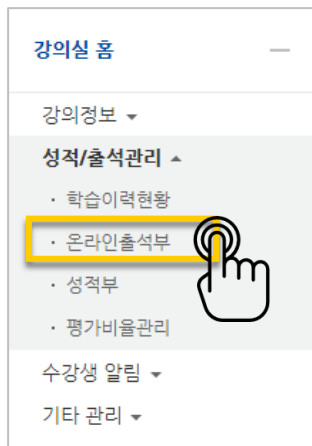 강의실 홈
강의정보
성적/출석관리
· 학습이력현황
· 온라인출석부
· 성적부
· 평가비율관리
수강생 알림
기타 관리